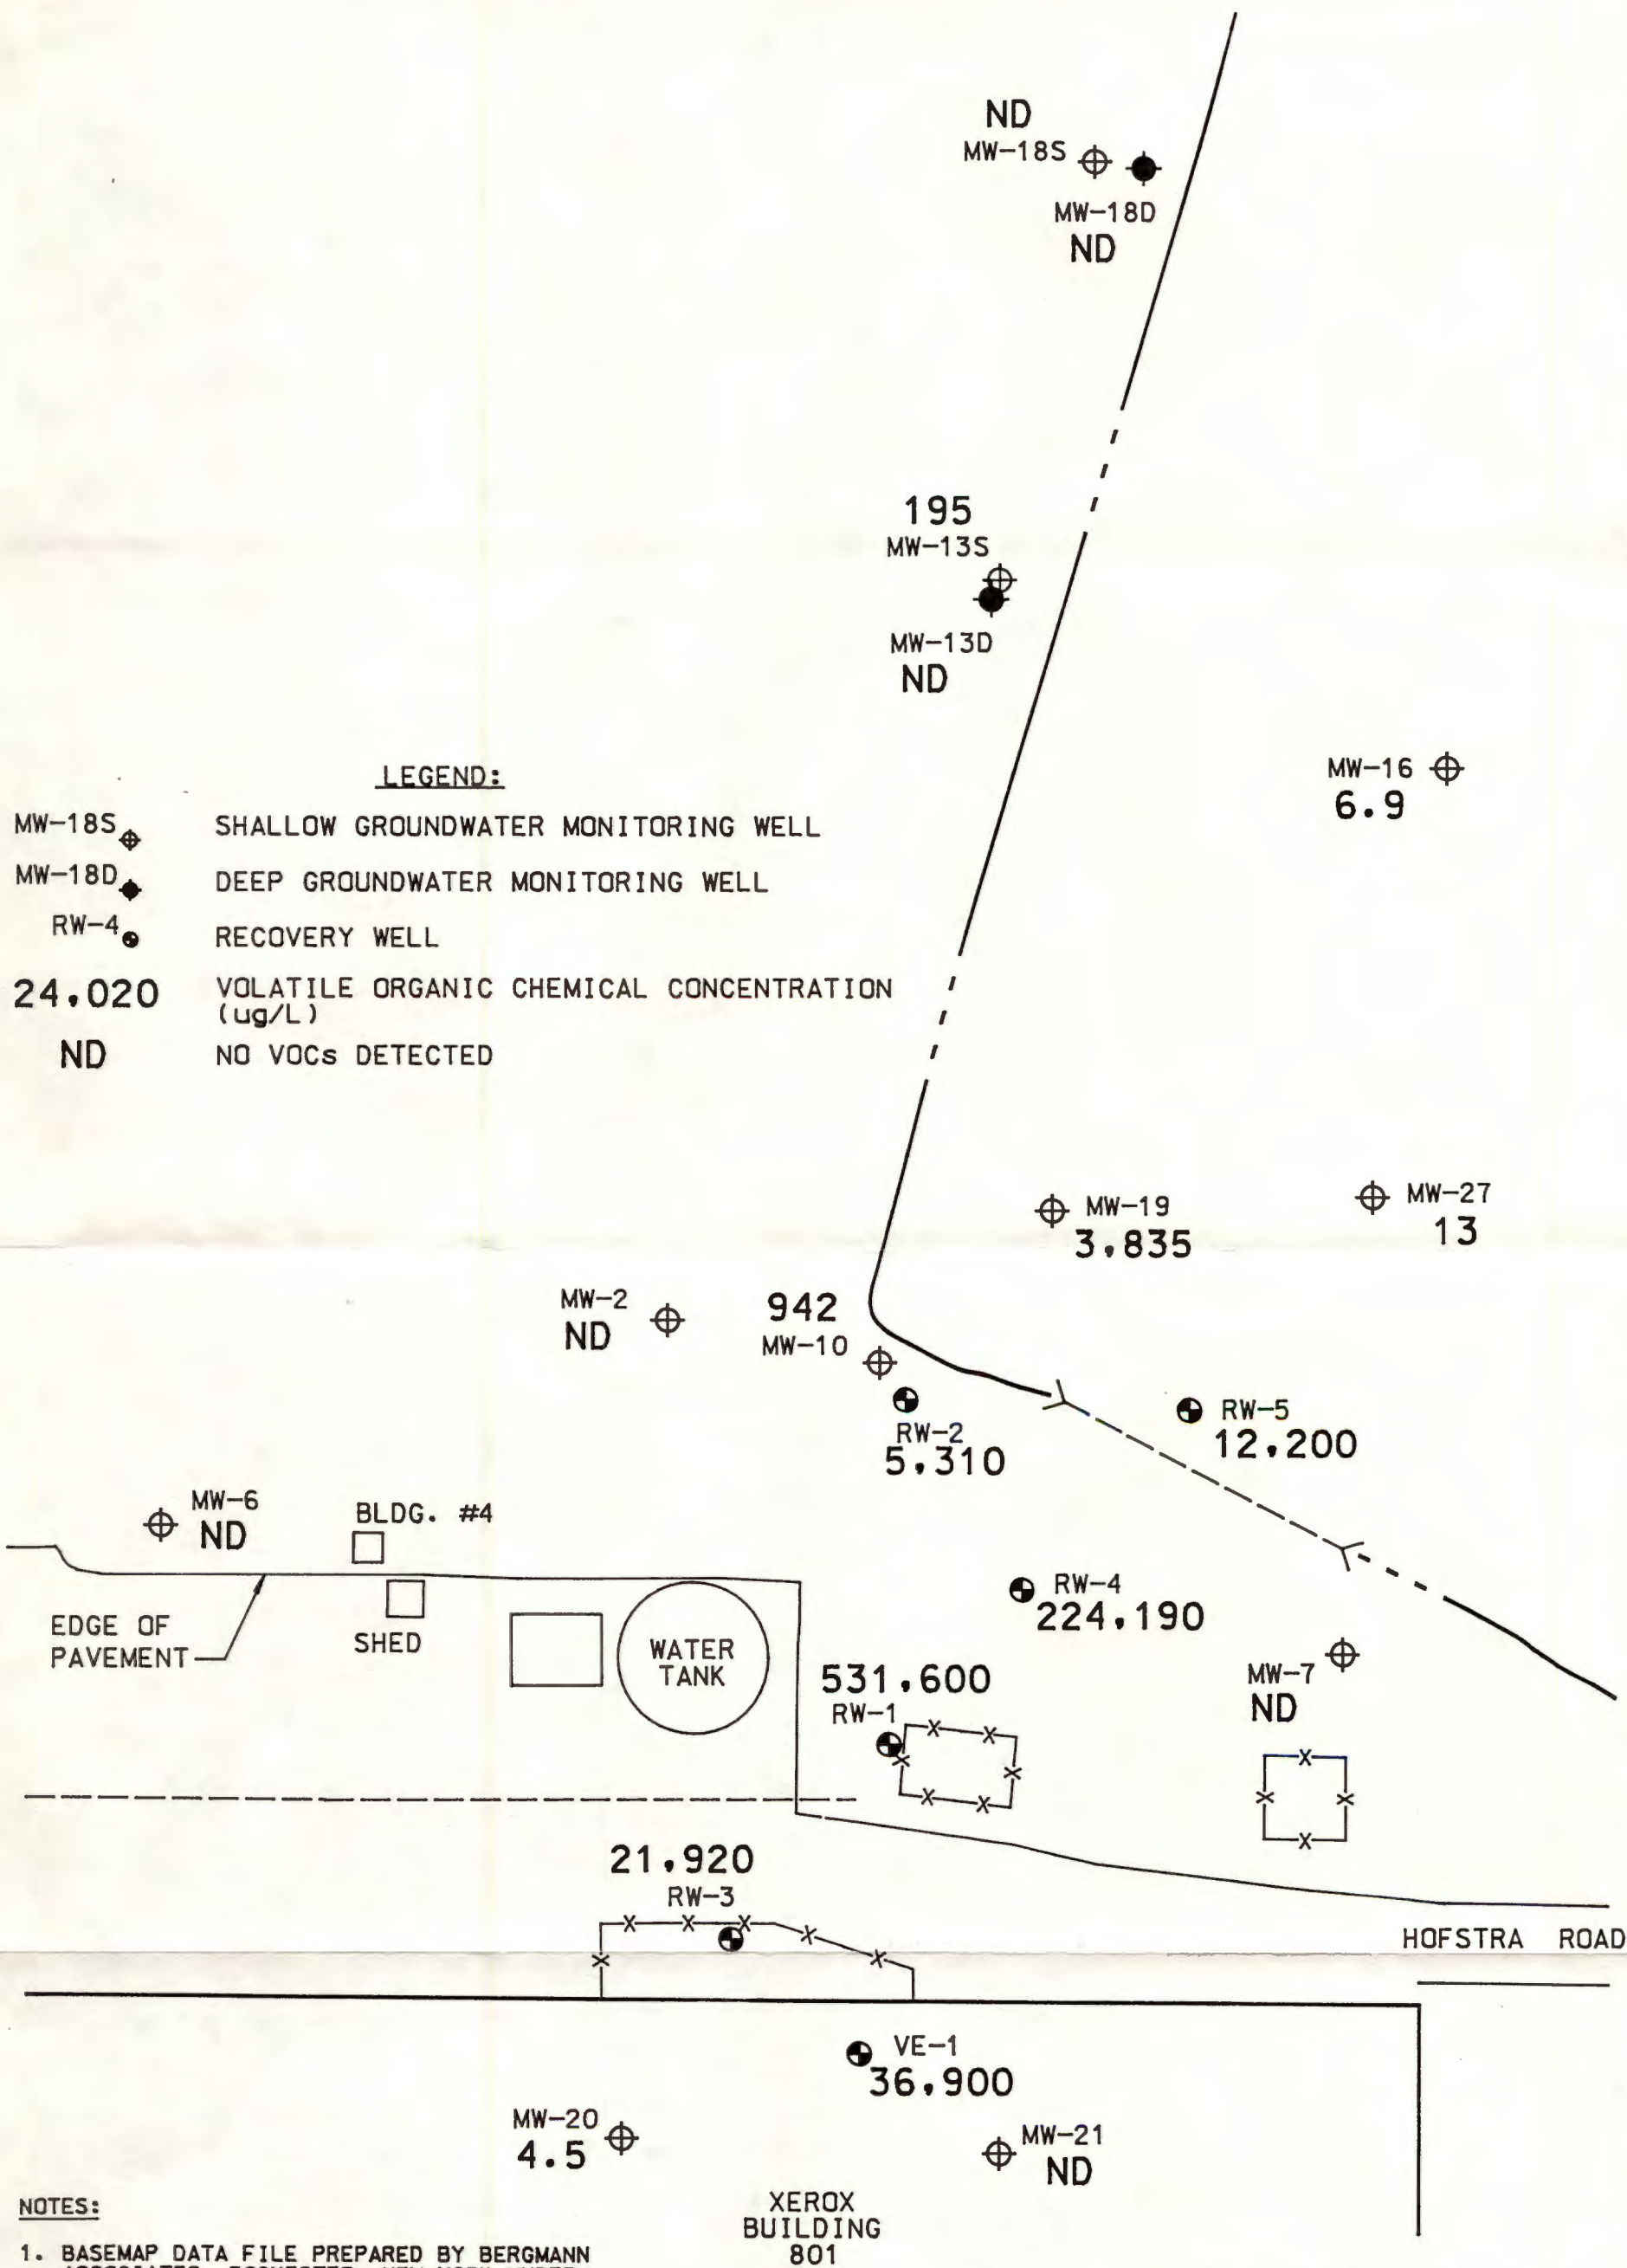 ND
MW-18S
MW-18D
ND
195
MW-13S
MW-13D
ND
MW-16
6.9
LEGEND:
MW-18S SHALLOW GROUNDWATER MONITORING WELL
MW-18D DEEP GROUNDWATER MONITORING WELL
RW-4 RECOVERY WELL
24,020 VOLATILE ORGANIC CHEMICAL CONCENTRATION
(ug/L)
ND NO VOCs DETECTED
MW-19
3,835
MW-27
13
MW-2
ND
942
MW-10
RW-2
5,310
RW-5
12,200
MW-6
ND
BLDG. #4
EDGE OF
PAVEMENT
SHED
WATER
TANK
RW-4
224,190
531,600
RW-1
MW-7
ND
21,920
RW-3
HOFSTRA ROAD
VE-1
36,900
MW-20
4.5
MW-21
ND
XEROX
BUILDING
801
NOTES:
1. BASEMAP DATA FILE PREPARED BY BERGMANN